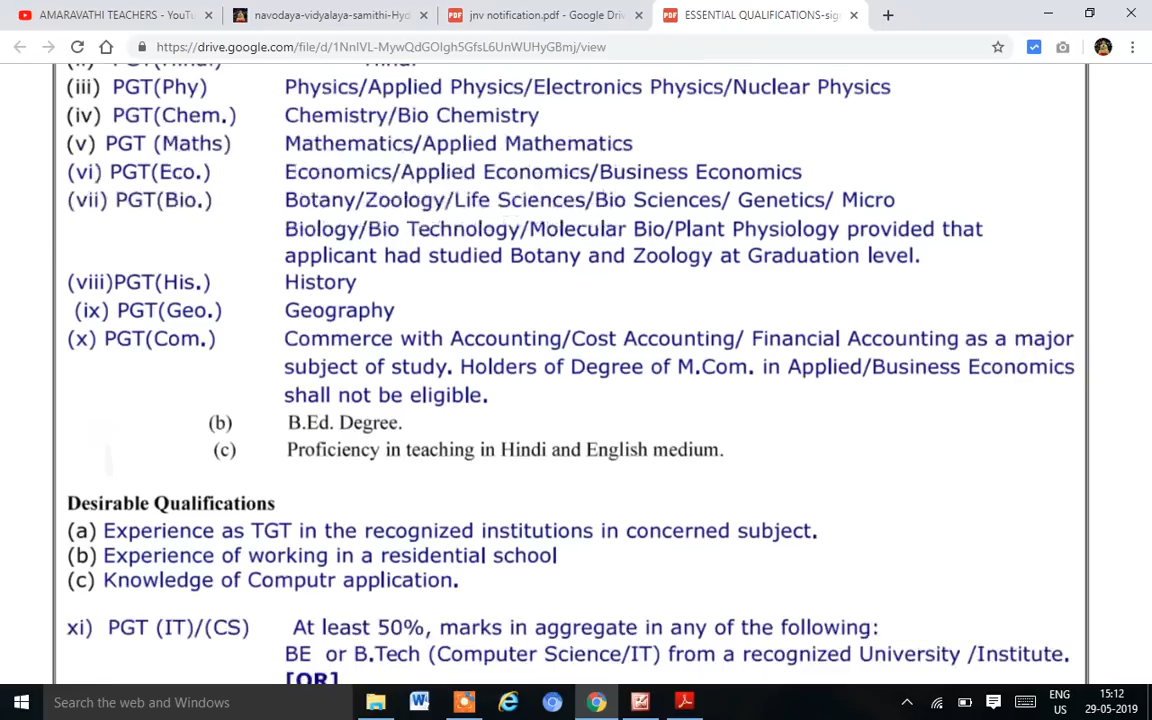 AMARAVATHI TEACHERS - YouTu
navodaya-vidyalaya-samithi-Hyd
jnv notification.pdf - Google Driv
ESSENTIAL QUALIFICATIONS-sig
https://drive.google.com/file/d/1NnIVL-MywQdGOIgh5GfsL6UnWUHyGBmj/view
(ii) PGT(Hindi) Hindi
(iii) PGT(Phy) Physics/Applied Physics/Electronics Physics/Nuclear Physics
(iv) PGT(Chem.) Chemistry/Bio Chemistry
(v) PGT (Maths) Mathematics/Applied Mathematics
(vi) PGT(Eco.) Economics/Applied Economics/Business Economics
(vii) PGT(Bio.) Botany/Zoology/Life Sciences/Bio Sciences/ Genetics/ Micro
Biology/Bio Technology/Molecular Bio/Plant Physiology provided that
applicant had studied Botany and Zoology at Graduation level.
(viii)PGT(His.) History
(ix) PGT(Geo.) Geography
(x) PGT(Com.) Commerce with Accounting/Cost Accounting/ Financial Accounting as a major
subject of study. Holders of Degree of M.Com. in Applied/Business Economics
shall not be eligible.
(b) B.Ed. Degree.
(c) Proficiency in teaching in Hindi and English medium.
Desirable Qualifications
(a) Experience as TGT in the recognized institutions in concerned subject.
(b) Experience of working in a residential school
(c) Knowledge of Computr application.
xi) PGT (IT)/(CS) At least 50%, marks in aggregate in any of the following:
BE or B.Tech (Computer Science/IT) from a recognized University /Institute.
[OR]
Search the web and Windows
ENG
US
15:12
29-05-2019